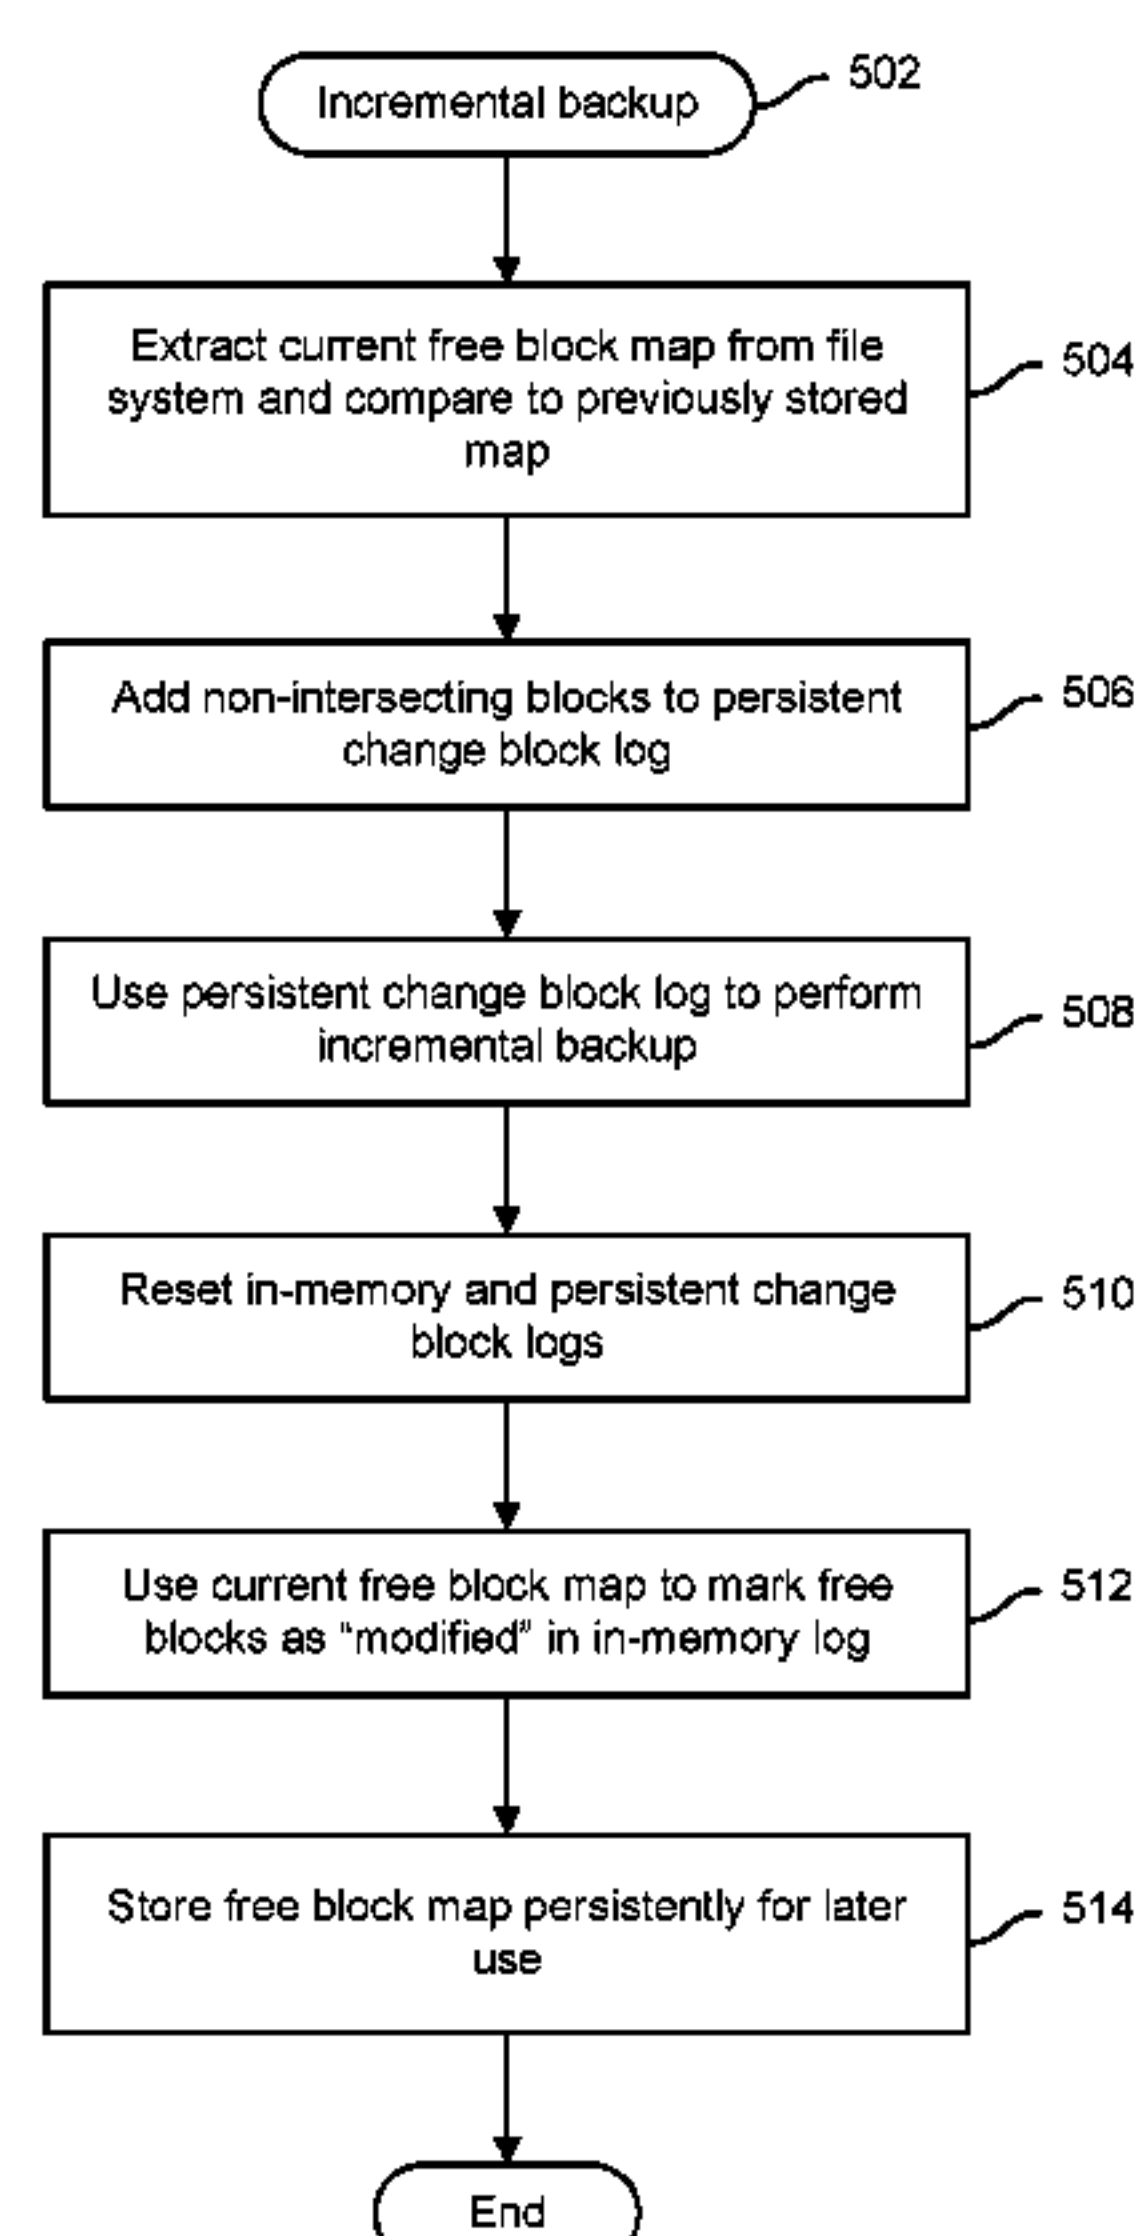 Incremental backup
502
Extract current free block map from file
system and compare to previously stored
map
504
Add non-intersecting blocks to persistent
change block log
506
Use persistent change block log to perform
incremental backup
508
Reset in-memory and persistent change
block logs
510
Use current free block map to mark free
blocks as “modified” in in-memory log
512
Store free block map persistently for later
use
514
End